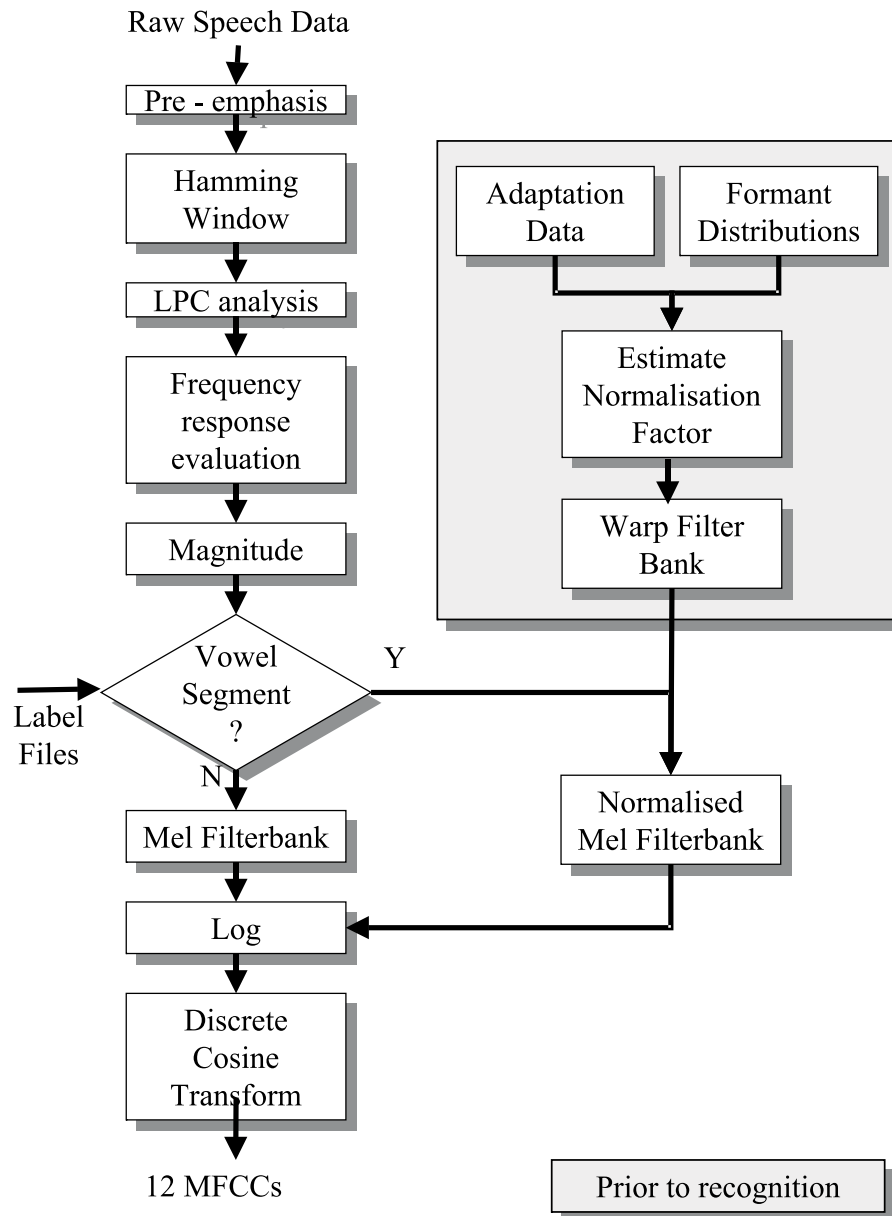 Raw Speech Data
Pre - emphasis
Hamming
Window
LPC analysis
Frequency
response
evaluation
Magnitude
Vowel
Segment
?
Y
N
Label
Files
Mel Filterbank
Log
Discrete
Cosine
Transform
12 MFCCs
Adaptation
Data
Formant
Distributions
Estimate
Normalisation
Factor
Warp Filter
Bank
Normalised
Mel Filterbank
Prior to recognition